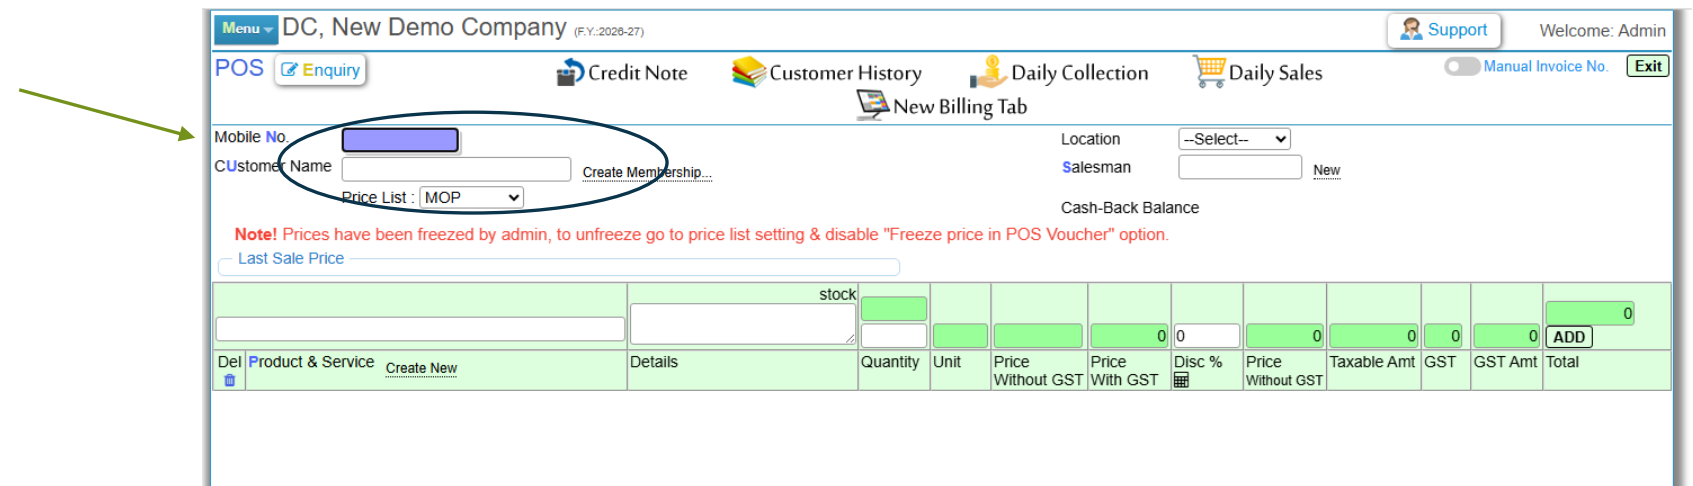 Menu DC, New Demo Company (F.Y.:2026-27) Support Welcome: Admin
POS Enquiry Credit Note Customer History Daily Collection Daily Sales Manual Invoice No. Exit
New Billing Tab
Mobile No. Location --Select--
CUstomer Name Create Membership... Salesman New
Price List : MOP
Cash-Back Balance
Note! Prices have been freezed by admin, to unfreeze go to price list setting & disable "Freeze price in POS Voucher" option.
Last Sale Price
stock
0
0 0 0 0 0 0 ADD
Del Product & Service Create New Details Quantity Unit Price Without GST Price With GST Disc % Price Without GST Taxable Amt GST GST Amt Total